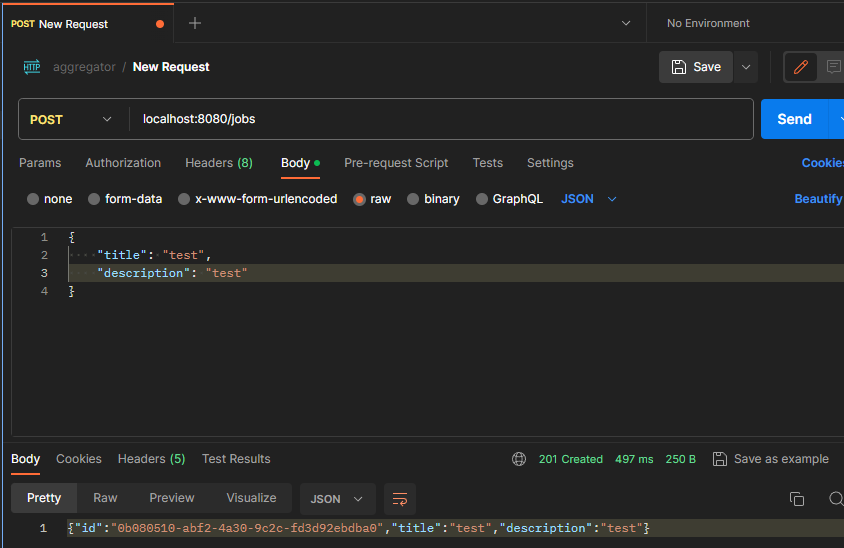 POST New Request
No Environment
HTTP aggregator / New Request
Save
POST localhost:8080/jobs
Send
Params Authorization Headers (8) Body Pre-request Script Tests Settings Cookies
none form-data x-www-form-urlencoded raw binary GraphQL JSON Beautify
1 {
2 "title": "test",
3 "description": "test"
4 }
Body Cookies Headers (5) Test Results 201 Created 497 ms 250 B Save as example
Pretty Raw Preview Visualize JSON
1 {"id":"0b080510-abf2-4a30-9c2c-fd3d92ebdba0","title":"test","description":"test"}